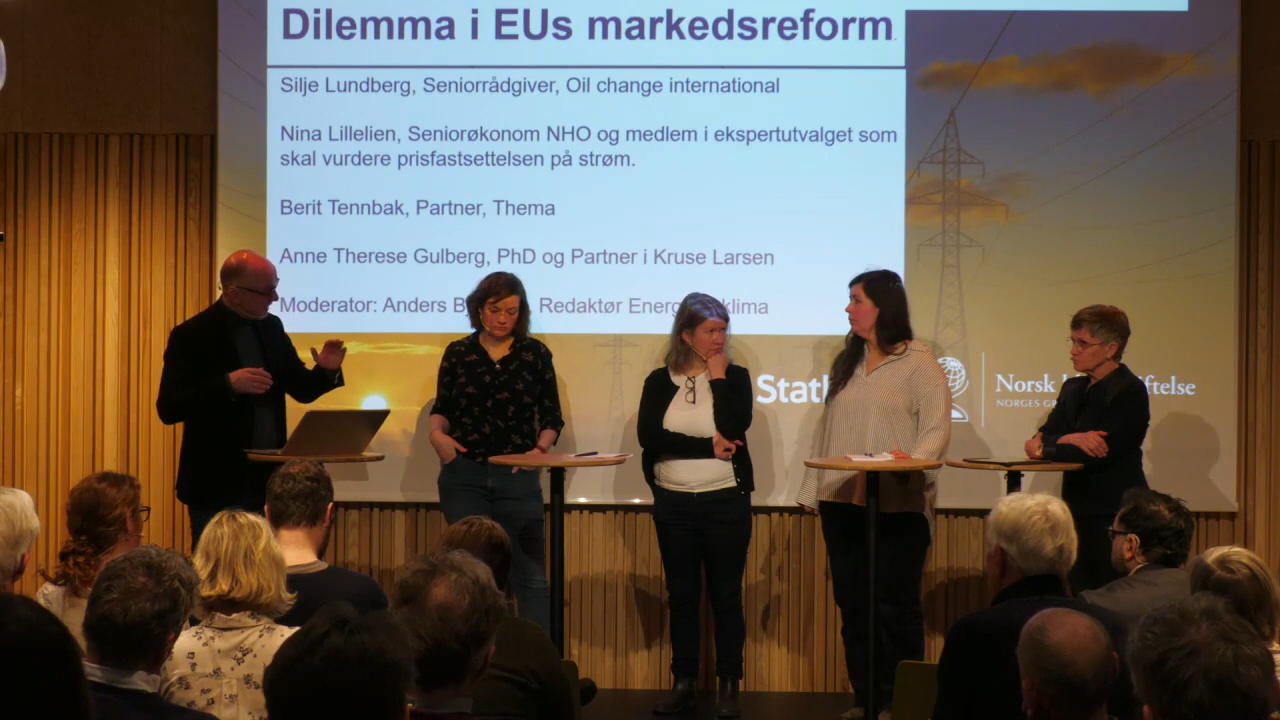 Dilemma i EUs markedsreform
Silje Lundberg, Seniorrådgiver, Oil change international
Nina Lillelien, Seniorøkonom NHO og medlem i ekspertutvalget som
skal vurdere prisfastsettelsen på strøm.
Berit Tennbak, Partner, Thema
Anne Therese Gulberg, PhD og Partner i Kruse Larsen
Moderator: Anders Redaktør klima
Norsk
NORGES